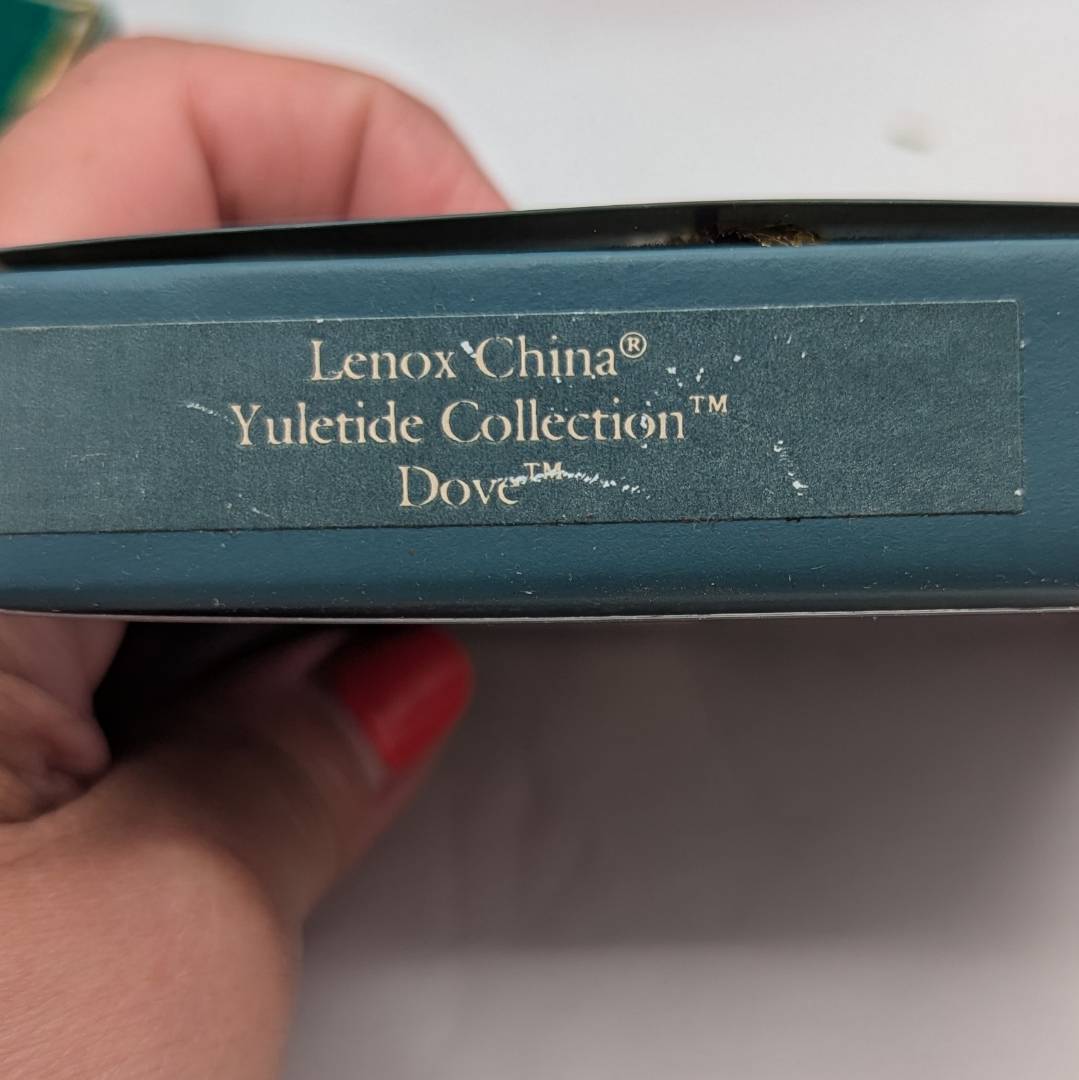 Lenox China®
Yuletide Collection™
Dove™